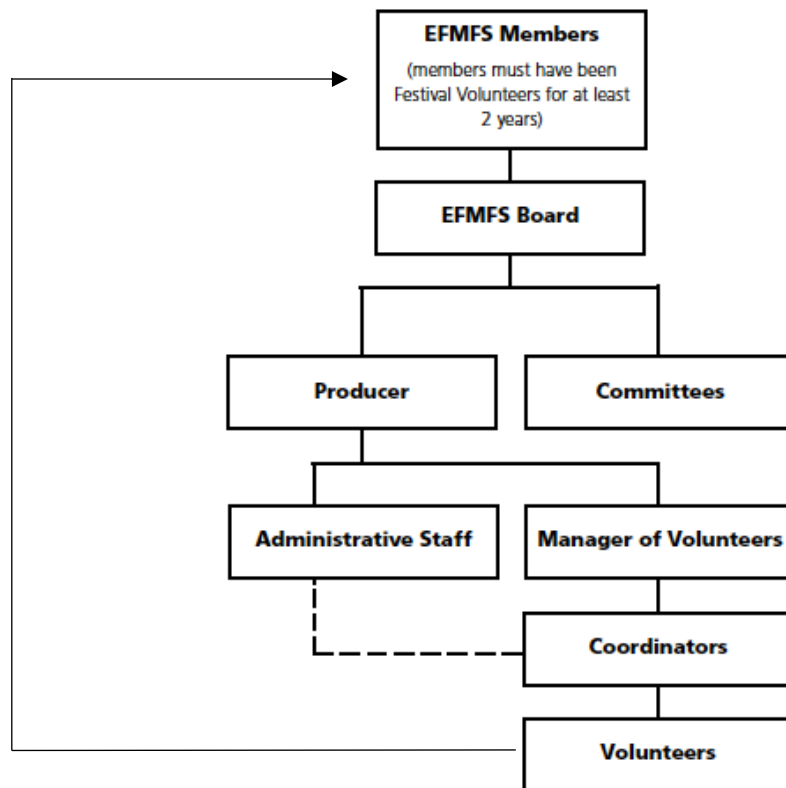 EFMFS Members
(members must have been
Festival Volunteers for at least
2 years)
EFMFS Board
Producer
Committees
Administrative Staff
Manager of Volunteers
Coordinators
Volunteers